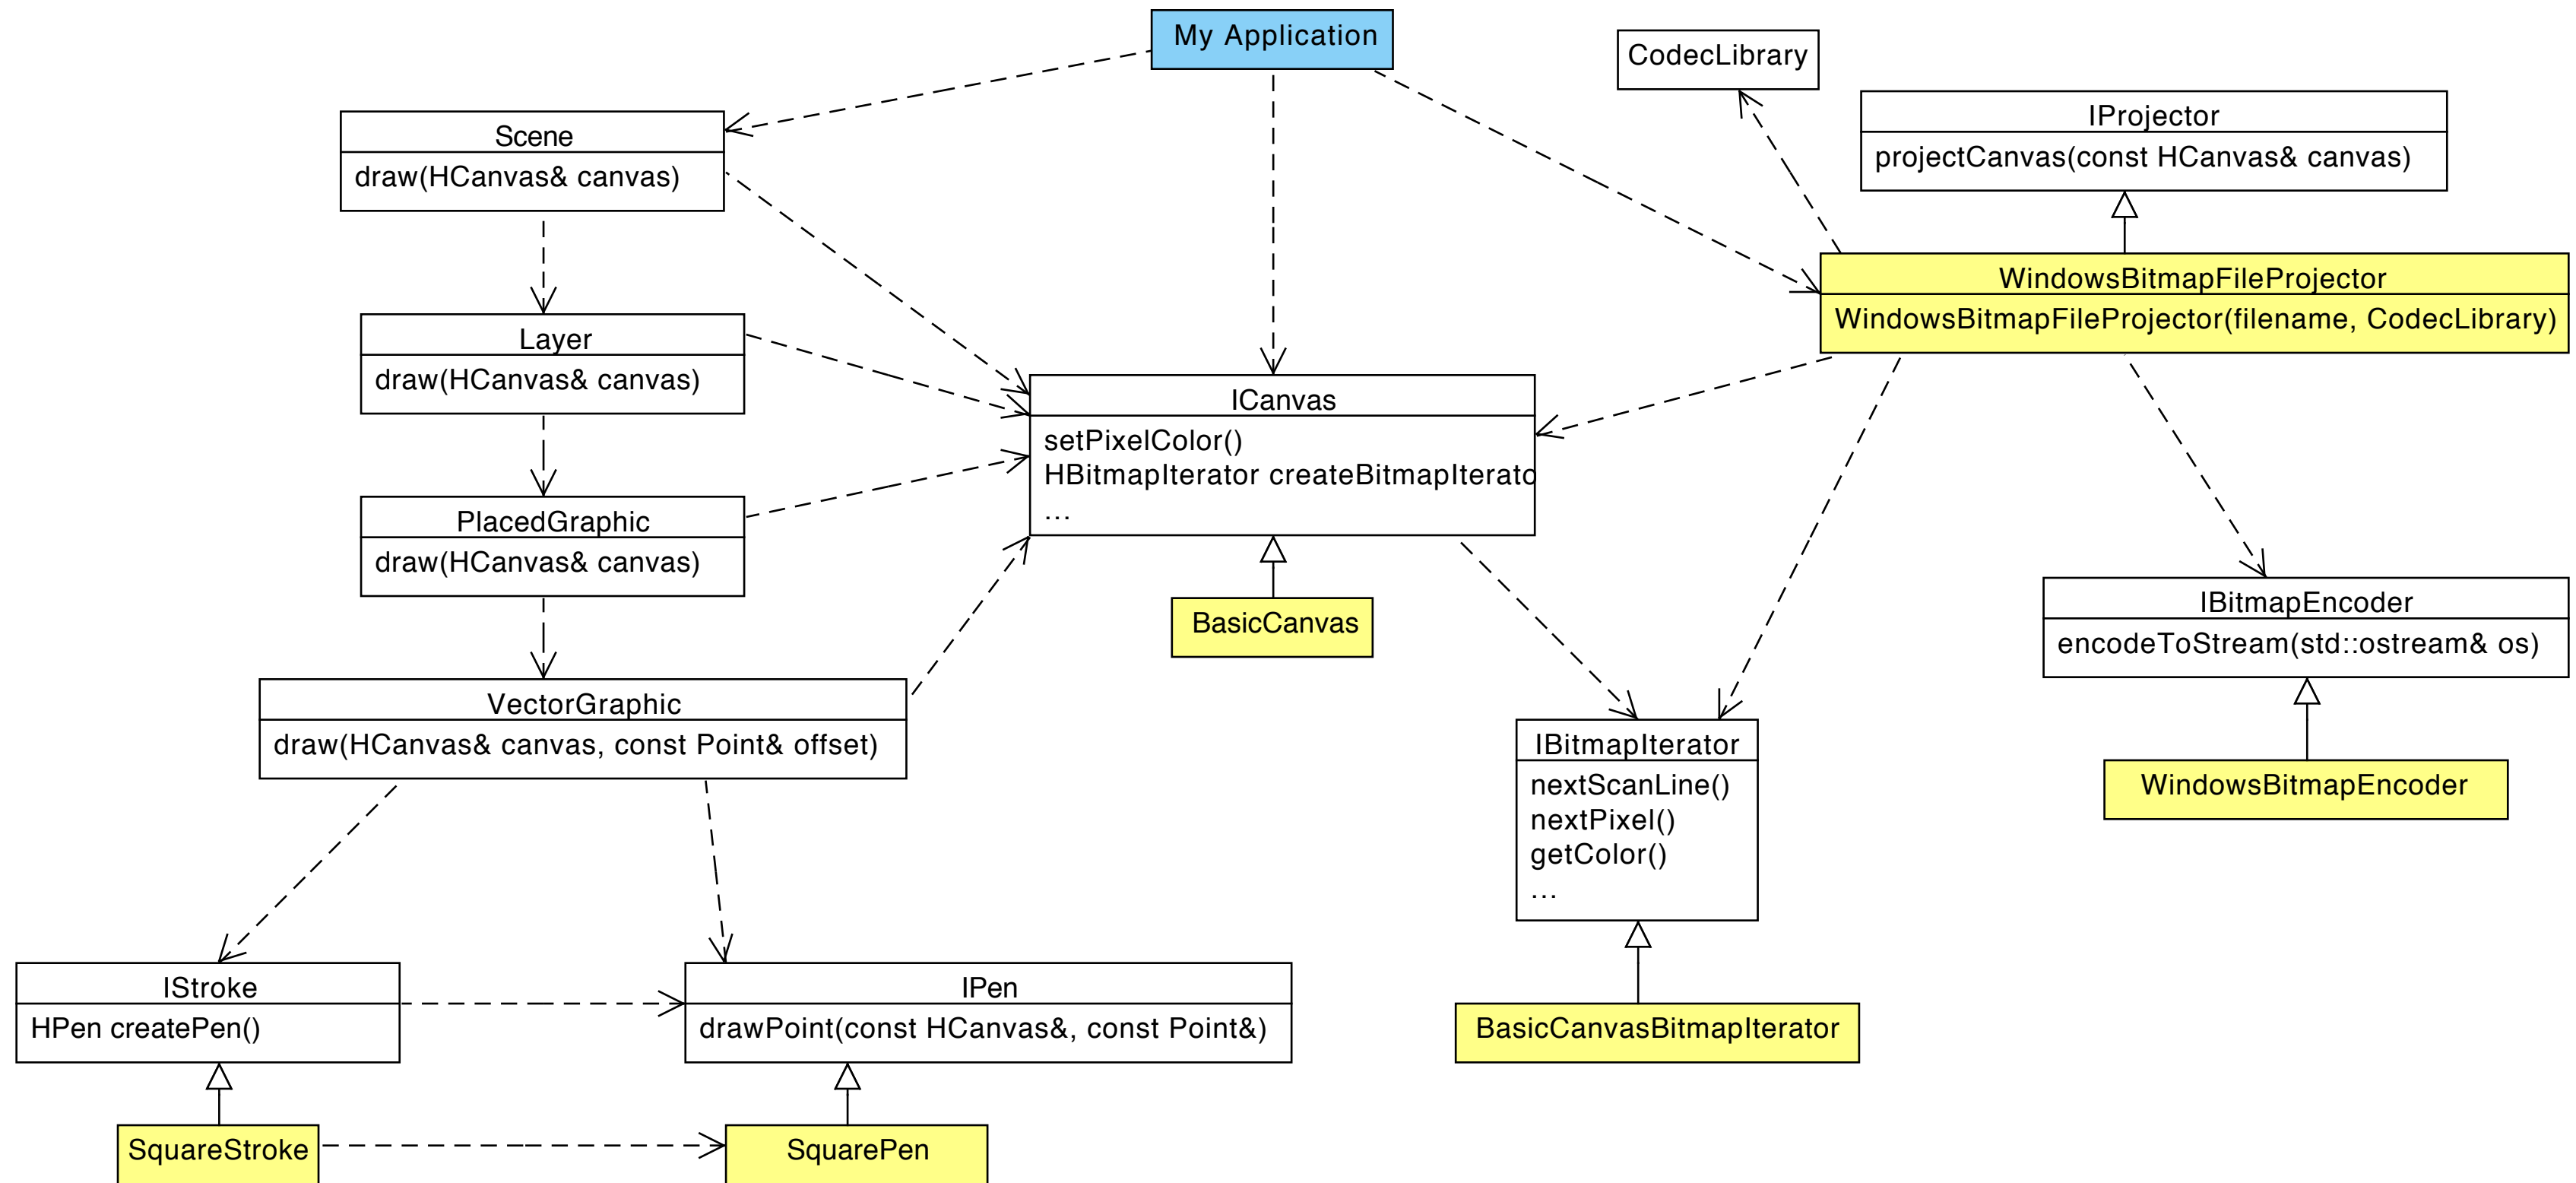 My Application
CodecLibrary
IProjector
projectCanvas(const HCanvas& canvas)
Scene
draw(HCanvas& canvas)
WindowsBitmapFileProjector
WindowsBitmapFileProjector(filename, CodecLibrary)
Layer
draw(HCanvas& canvas)
ICanvas
setPixelColor()
HBitmapIterator createBitmapIterato
...
PlacedGraphic
draw(HCanvas& canvas)
BasicCanvas
IBitmapEncoder
encodeToStream(std::ostream& os)
VectorGraphic
draw(HCanvas& canvas, const Point& offset)
IBitmapIterator
nextScanLine()
nextPixel()
getColor()
...
WindowsBitmapEncoder
IStroke
HPen createPen()
IPen
drawPoint(const HCanvas&, const Point&)
BasicCanvasBitmapIterator
SquareStroke
SquarePen